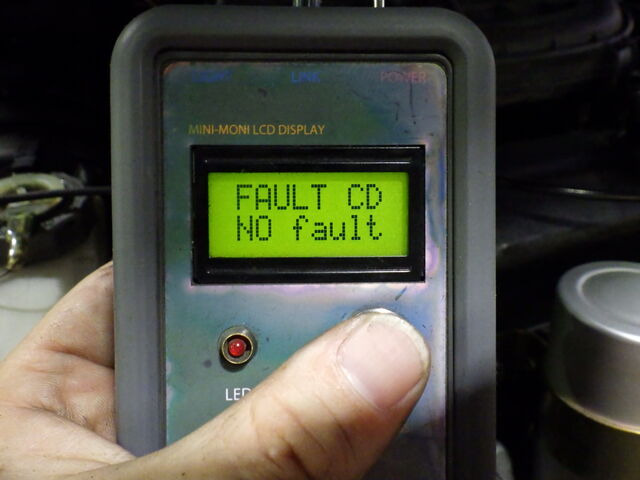 LINK POWER
MINI-MONI LCD DISPLAY
FAULT CD
NO fault
LED